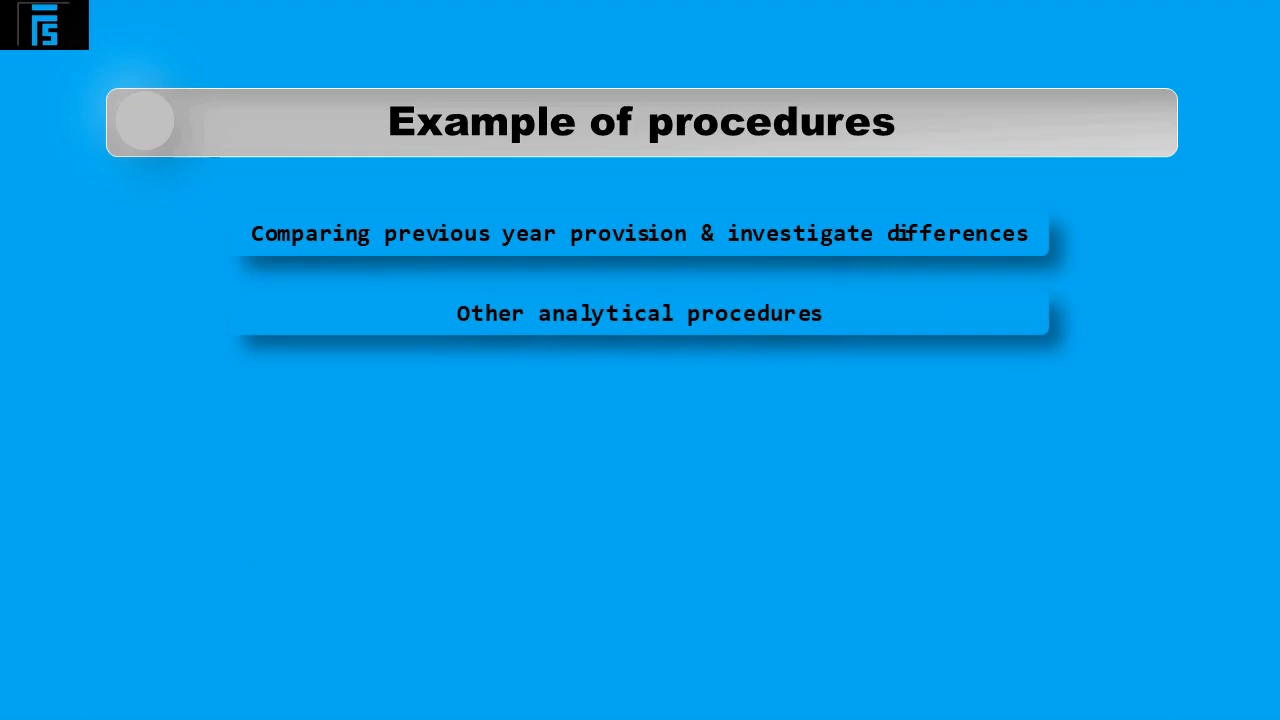 Example of procedures
Comparing previous year provision & investigate differences
Other analytical procedures